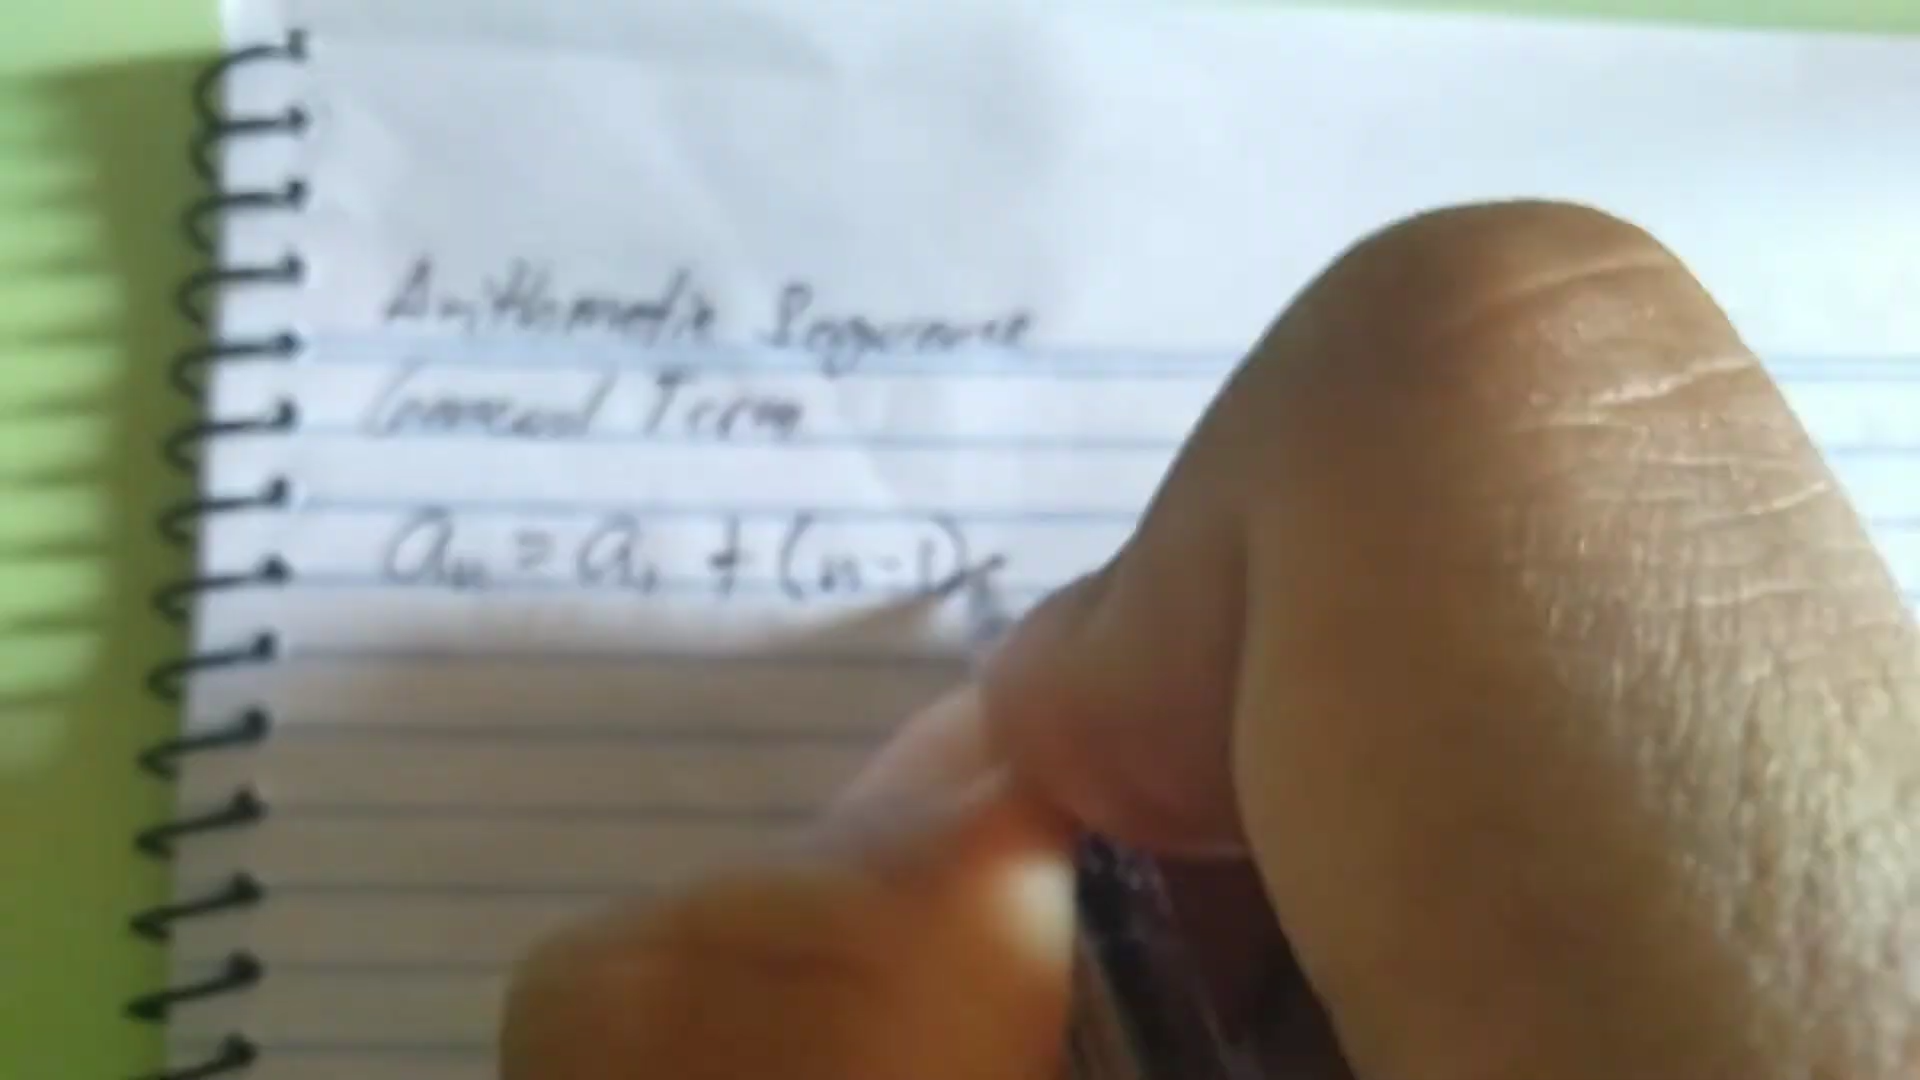 Arithmetic Sequence
General Term
aₙ = a₁ + (n-1)